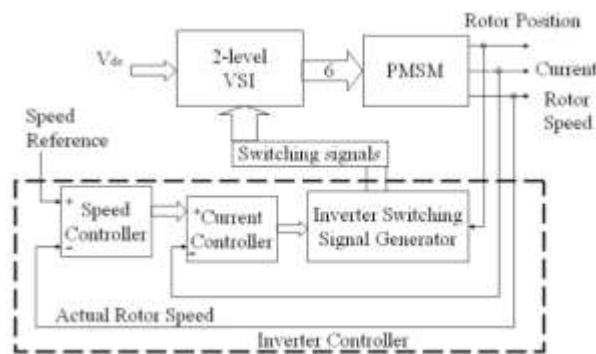 Rotor Position
V_dc
2-level
VSI
6
PMSM
Current
Rotor
Speed
Speed
Reference
Switching signals
+
Speed
Controller
−
+
Current
Controller
−
Inverter Switching
Signal Generator
Actual Rotor Speed
Inverter Controller